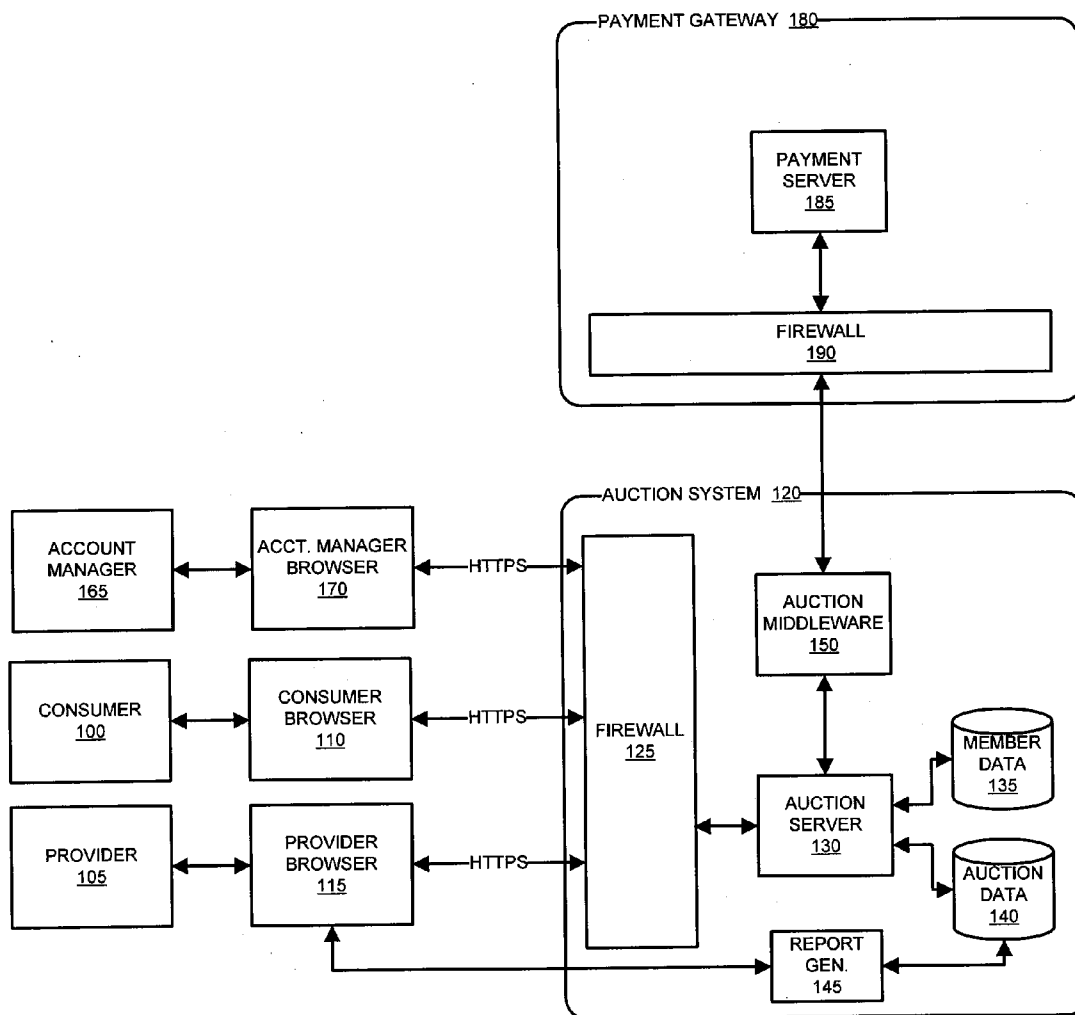 PAYMENT GATEWAY 180
PAYMENT
SERVER
185
FIREWALL
190
AUCTION SYSTEM 120
ACCOUNT
MANAGER
165
ACCT. MANAGER
BROWSER
170
HTTPS
AUCTION
MIDDLEWARE
150
CONSUMER
100
CONSUMER
BROWSER
110
HTTPS
FIREWALL
125
MEMBER
DATA
135
AUCTION
SERVER
130
PROVIDER
105
PROVIDER
BROWSER
115
HTTPS
AUCTION
DATA
140
REPORT
GEN.
145